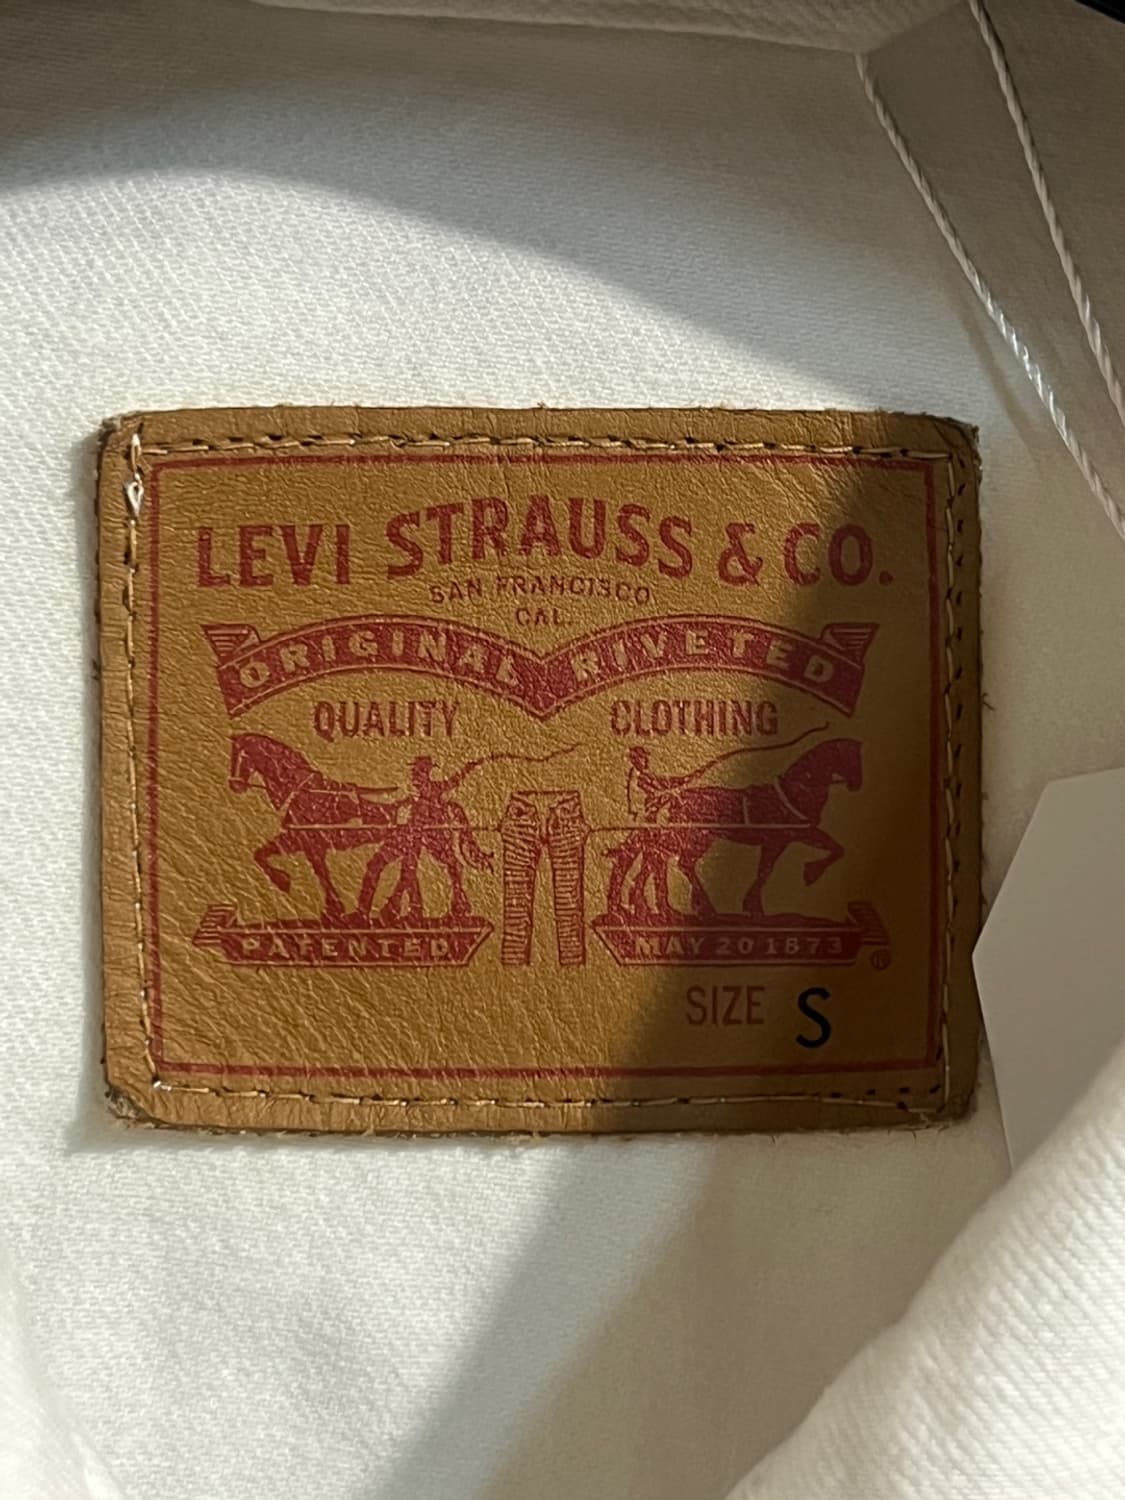 LEVI STRAUSS & CO.
SAN FRANCISCO
CAL.
ORIGINAL RIVETED
QUALITY CLOTHING
PATENTED MAY 20 1873
®
SIZE S